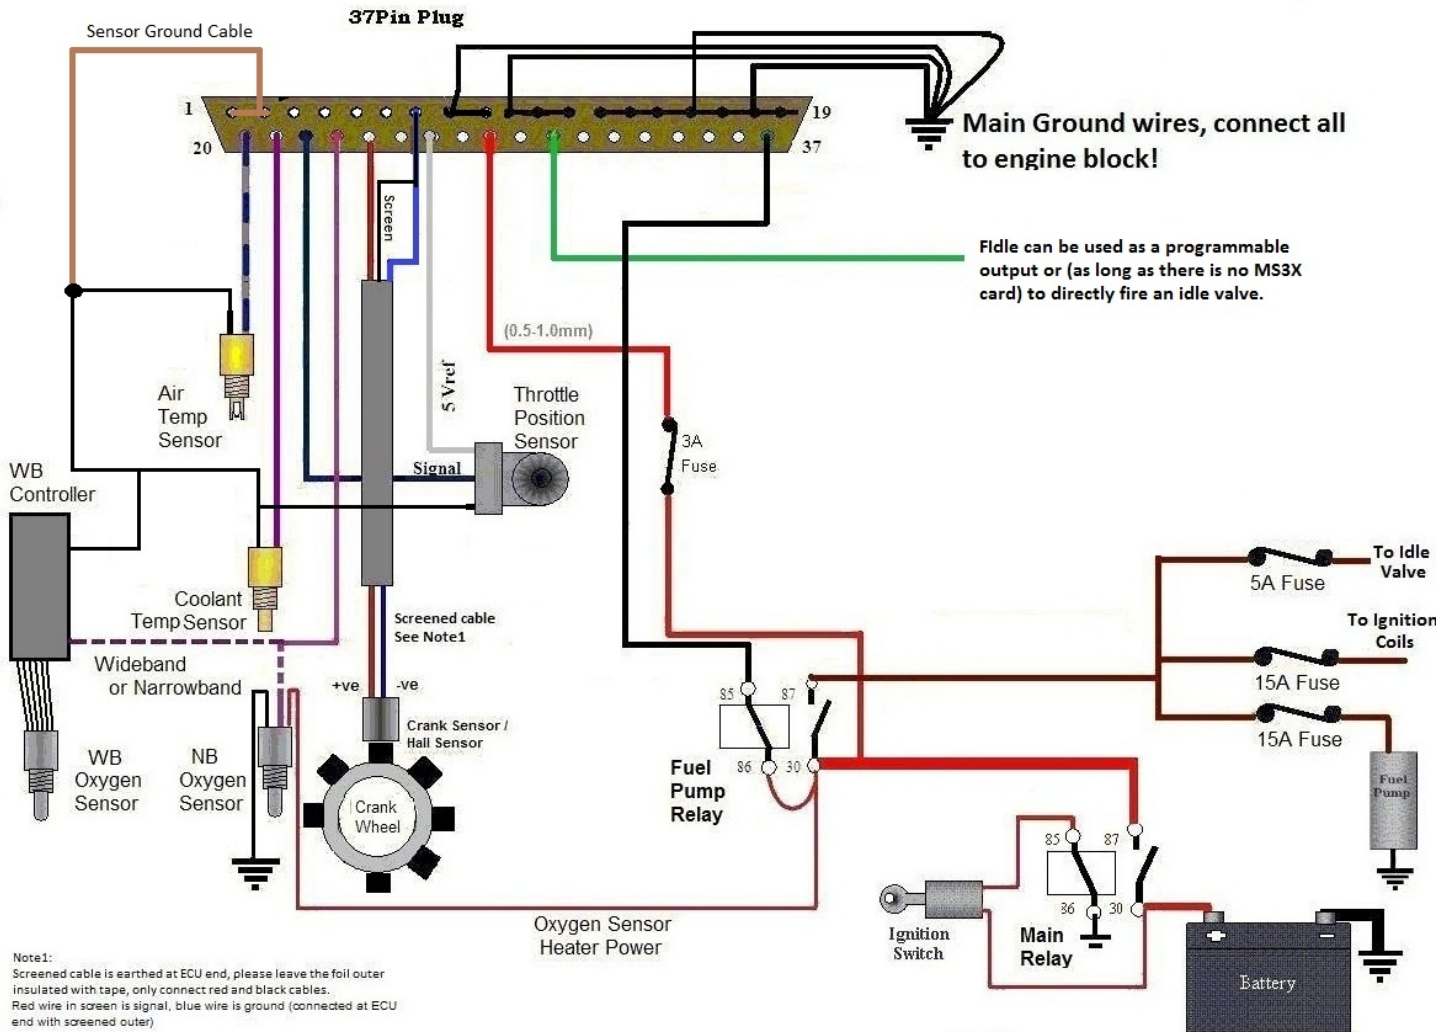 37Pin Plug
Sensor Ground Cable
1
19
20
37
Main Ground wires, connect all
to engine block!
Screen
FIdle can be used as a programmable
output or (as long as there is no MS3X
card) to directly fire an idle valve.
(0.5-1.0mm)
5 Vref
Air
Temp
Sensor
Throttle
Position
Sensor
3A
Fuse
Signal
WB
Controller
To Idle
Valve
5A Fuse
Coolant
Temp Sensor
Screened cable
See Note1
To Ignition
Coils
15A Fuse
Wideband
or Narrowband
+ve
-ve
85
87
15A Fuse
Crank Sensor /
Hall Sensor
WB
Oxygen
Sensor
NB
Oxygen
Sensor
86
30
Fuel
Pump
Relay
Fuel
Pump
Crank
Wheel
85
87
86
30
Ignition
Switch
Main
Relay
Oxygen Sensor
Heater Power
+
-
Battery
Note1:
Screened cable is earthed at ECU end, please leave the foil outer
insulated with tape, only connect red and black cables.
Red wire in screen is signal, blue wire is ground (connected at ECU
end with screened outer)